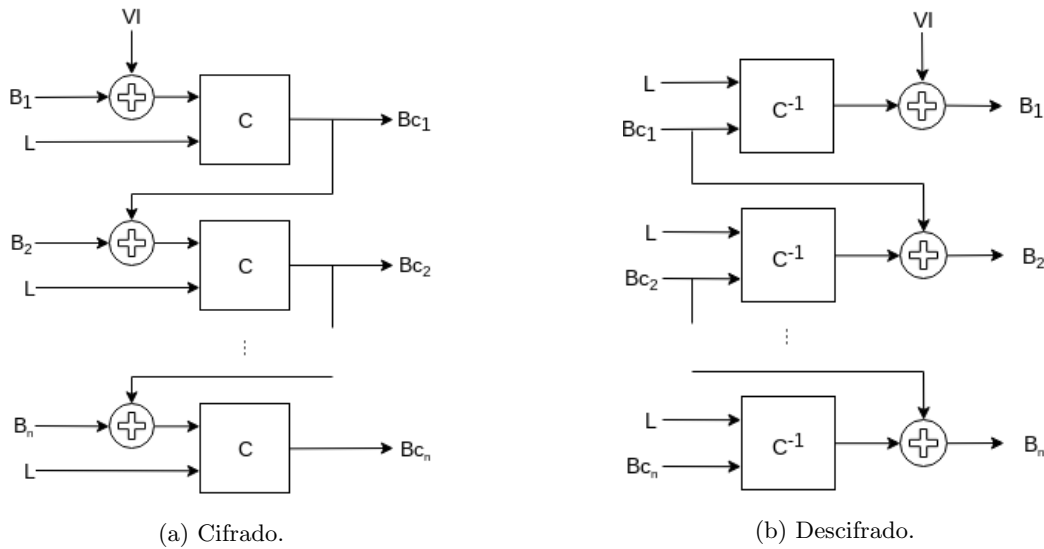 VI
B1
L
C
Bc1
B2
L
C
Bc2
⋮
Bn
L
C
Bcn
(a) Cifrado.
VI
L
Bc1
C-1
B1
L
Bc2
C-1
B2
⋮
L
Bcn
C-1
Bn
(b) Descifrado.